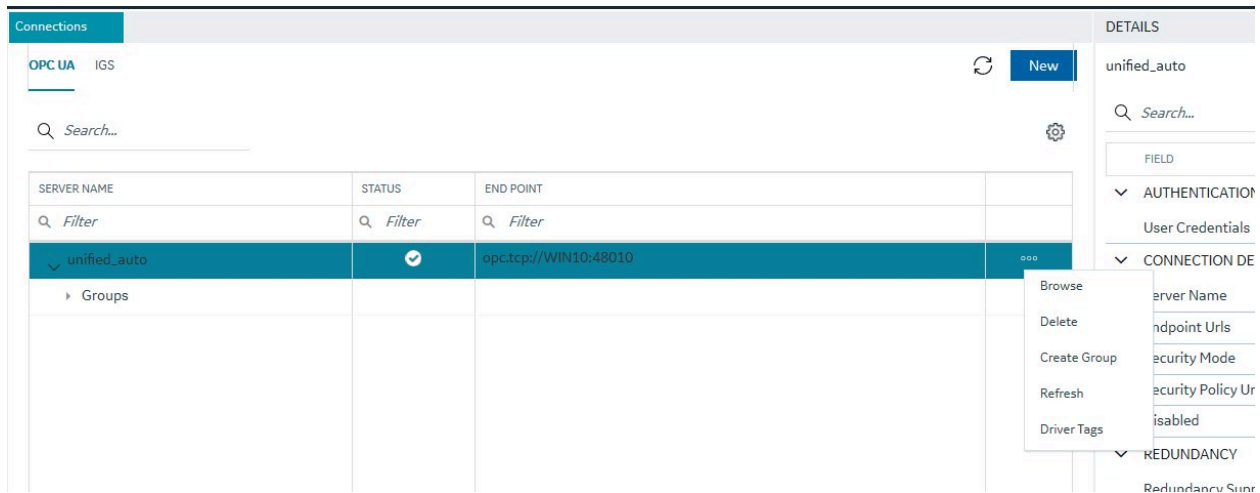 Connections
DETAILS
OPC UA IGS New
unified_auto
Search...
Search...
FIELD
SERVER NAME STATUS END POINT
AUTHENTICATION
Filter Filter Filter
User Credentials
unified_auto opc.tcp://WIN10:48010
CONNECTION DE
Groups
Browse
erver Name
Delete
ndpoint Urls
Create Group
ecurity Mode
Refresh
ecurity Policy Ur
Driver Tags
isabled
REDUNDANCY
Redundancy Supp